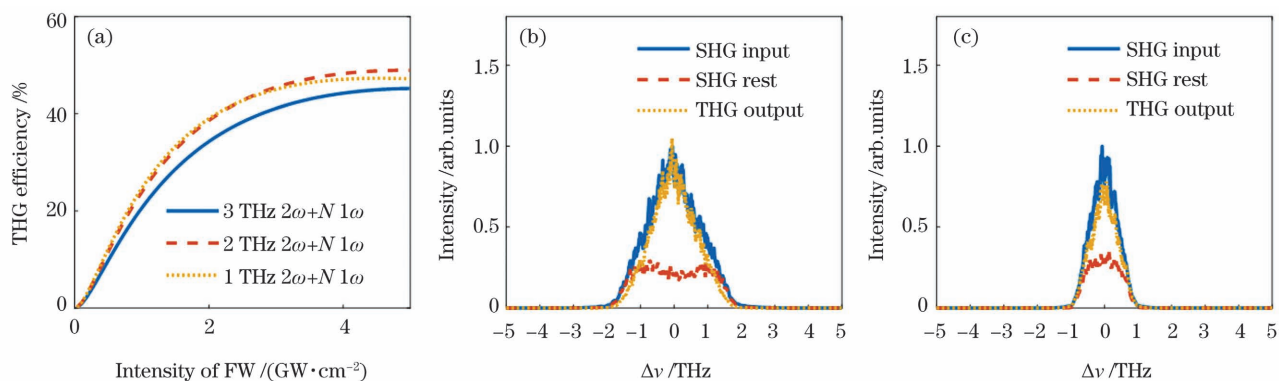 (a)
THG efficiency /%
60
40
20
0
3 THz 2ω+N 1ω
2 THz 2ω+N 1ω
1 THz 2ω+N 1ω
0 2 4
Intensity of FW /(GW·cm⁻²)
(b)
Intensity /arb.units
1.5
1.0
0.5
0
SHG input
SHG rest
THG output
−5 −4 −3 −2 −1 0 1 2 3 4 5
Δν /THz
(c)
Intensity /arb.units
1.5
1.0
0.5
0
SHG input
SHG rest
THG output
−5 −4 −3 −2 −1 0 1 2 3 4 5
Δν /THz